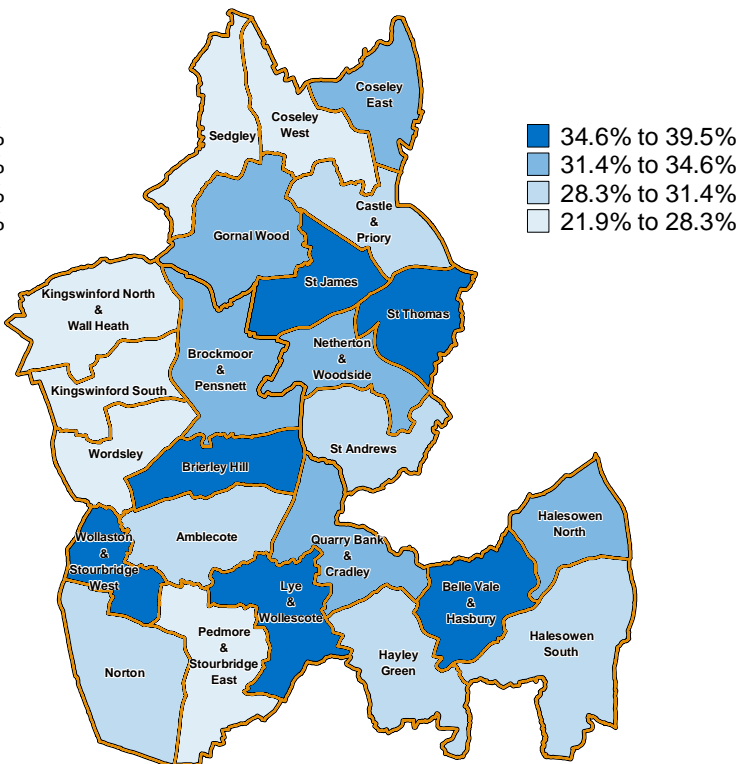 Coseley
East
Coseley
West
Sedgley
%
%
%
%
34.6% to 39.5%
31.4% to 34.6%
28.3% to 31.4%
21.9% to 28.3%
Castle
&
Priory
Gornal Wood
St James
Kingswinford North
&
Wall Heath
St Thomas
Netherton
&
Woodside
Brockmoor
&
Pensnett
Kingswinford South
Wordsley
St Andrews
Brierley Hill
Halesowen
North
Wollaston
&
Stourbridge
West
Amblecote
Quarry Bank
&
Cradley
Lye
&
Wollescote
Belle Vale
&
Hasbury
Pedmore
&
Stourbridge
East
Halesowen
South
Hayley
Green
Norton